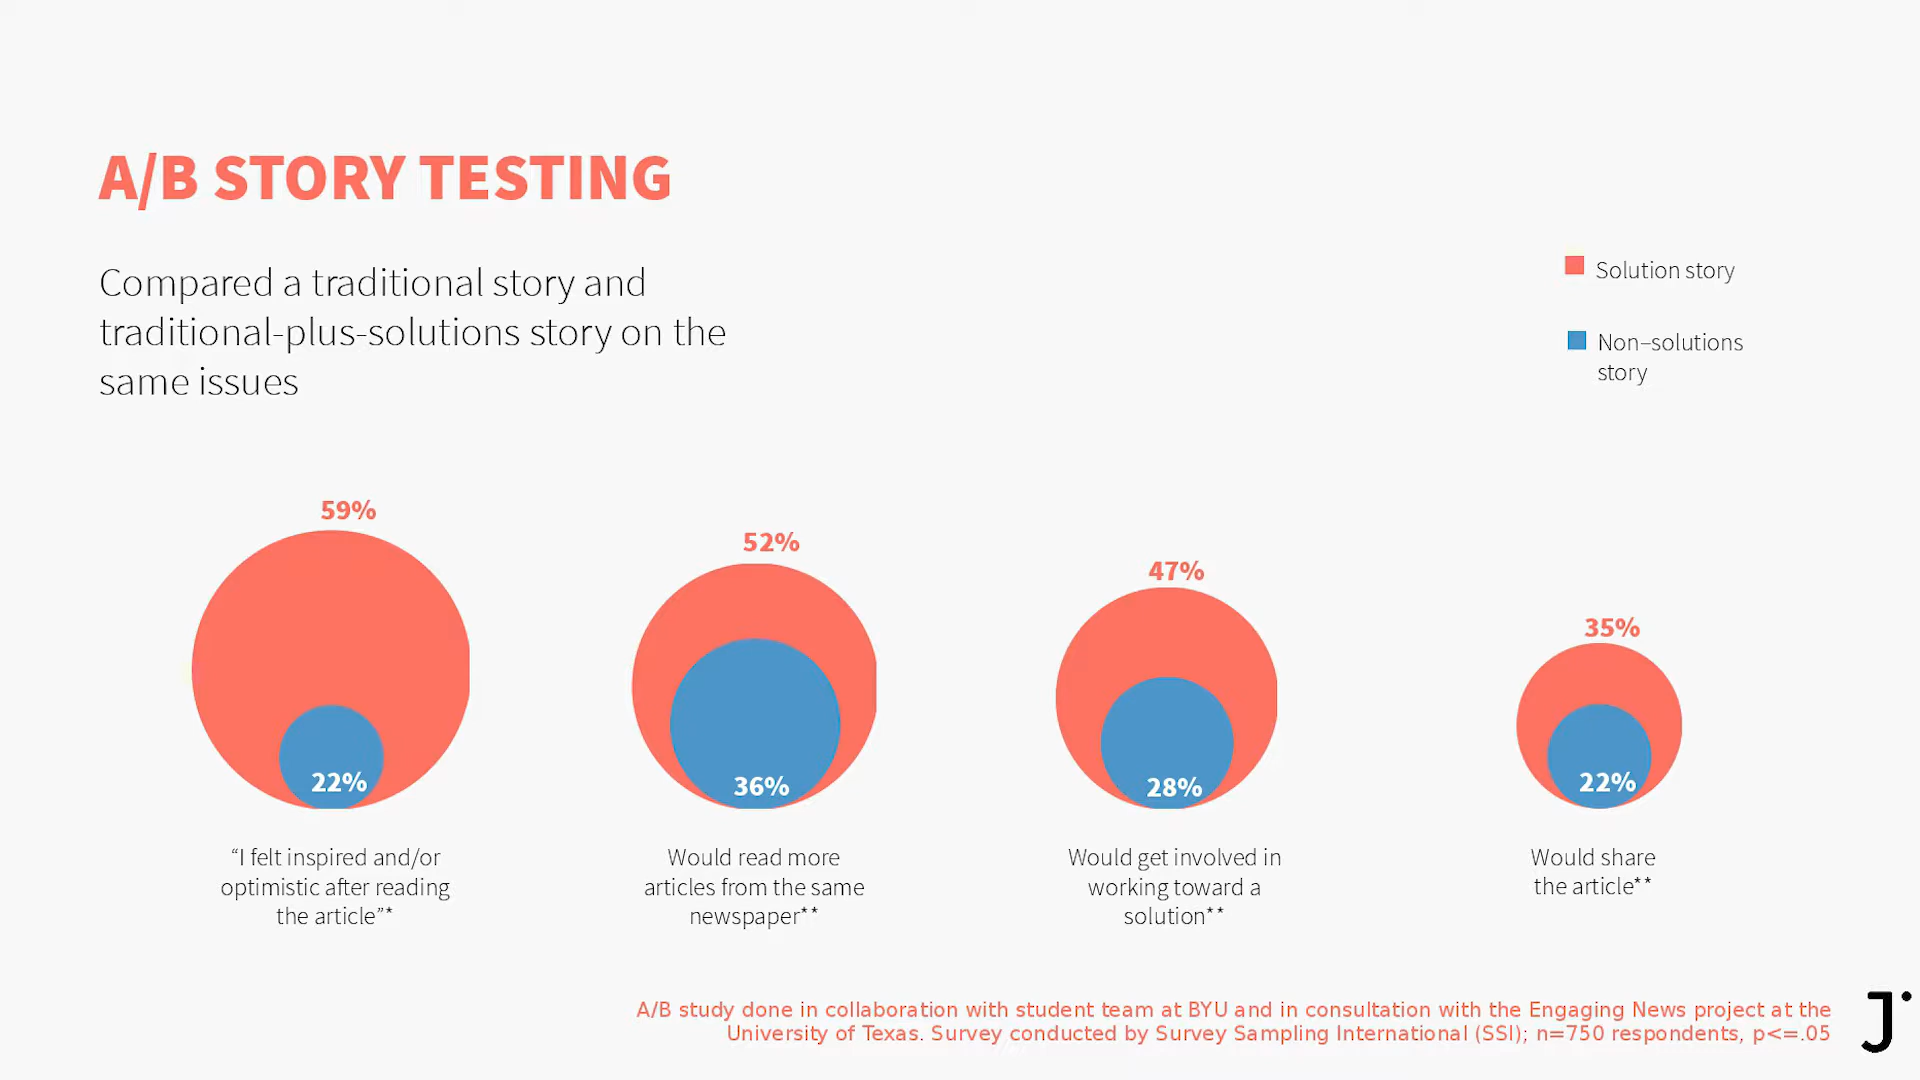 A/B STORY TESTING
Compared a traditional story and
traditional-plus-solutions story on the
same issues
Solution story
Non–solutions
story
59%
22%
“I felt inspired and/or
optimistic after reading
the article”*
52%
36%
Would read more
articles from the same
newspaper**
47%
28%
Would get involved in
working toward a
solution**
35%
22%
Would share
the article**
A/B study done in collaboration with student team at BYU and in consultation with the Engaging News project at the
University of Texas. Survey conducted by Survey Sampling International (SSI); n=750 respondents, p<=.05
J